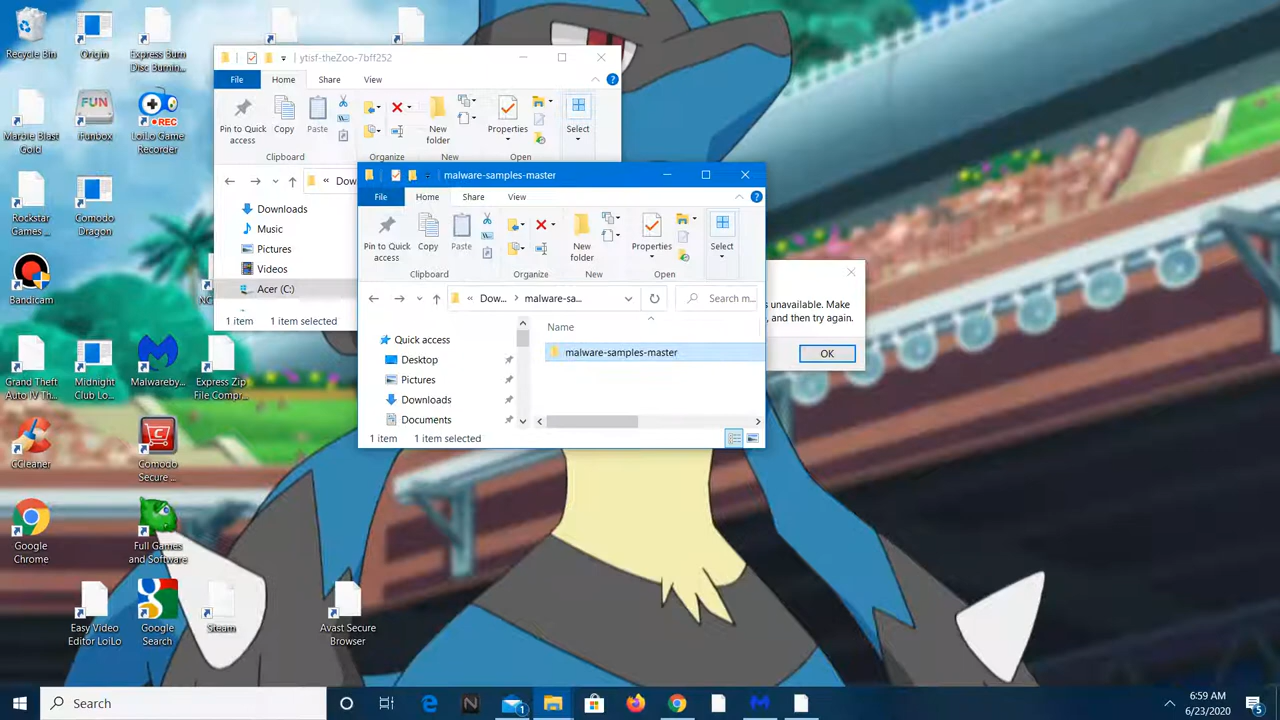 Recycle Bin
Origin
Express Burn
Disc Burnin...
Marble Blast
Gold
FUN
iFunbox
REC
LoiLo Game
Recorder
Rockstar
Games ...
Comodo
Dragon
Bandicam
Grand Theft
Auto IV Th...
Midnight
Club Lo...
Malwareby...
Express Zip
File Compr...
CCleaner
Comodo
Secure ...
Google
Chrome
Full Games
and Software
Easy Video
Editor LoiLo
Google
Search
Steam
Avast Secure
Browser
ytisf-theZoo-7bff252
File
Home
Share
View
Pin to Quick
access
Copy
Paste
New
folder
Properties
Select
Clipboard
Organize
New
Open
« Dow
Downloads
Music
Pictures
Videos
Acer (C:)
1 item
1 item selected
malware-samples-master
File
Home
Share
View
Pin to Quick
access
Copy
Paste
New
folder
Properties
Select
Clipboard
Organize
New
Open
« Dow... > malware-sa...
Search m...
Quick access
Desktop
Pictures
Downloads
Documents
Name
malware-samples-master
1 item
1 item selected
unavailable. Make
, and then try again.
OK
Search
1
6:59 AM
6/23/2020
5